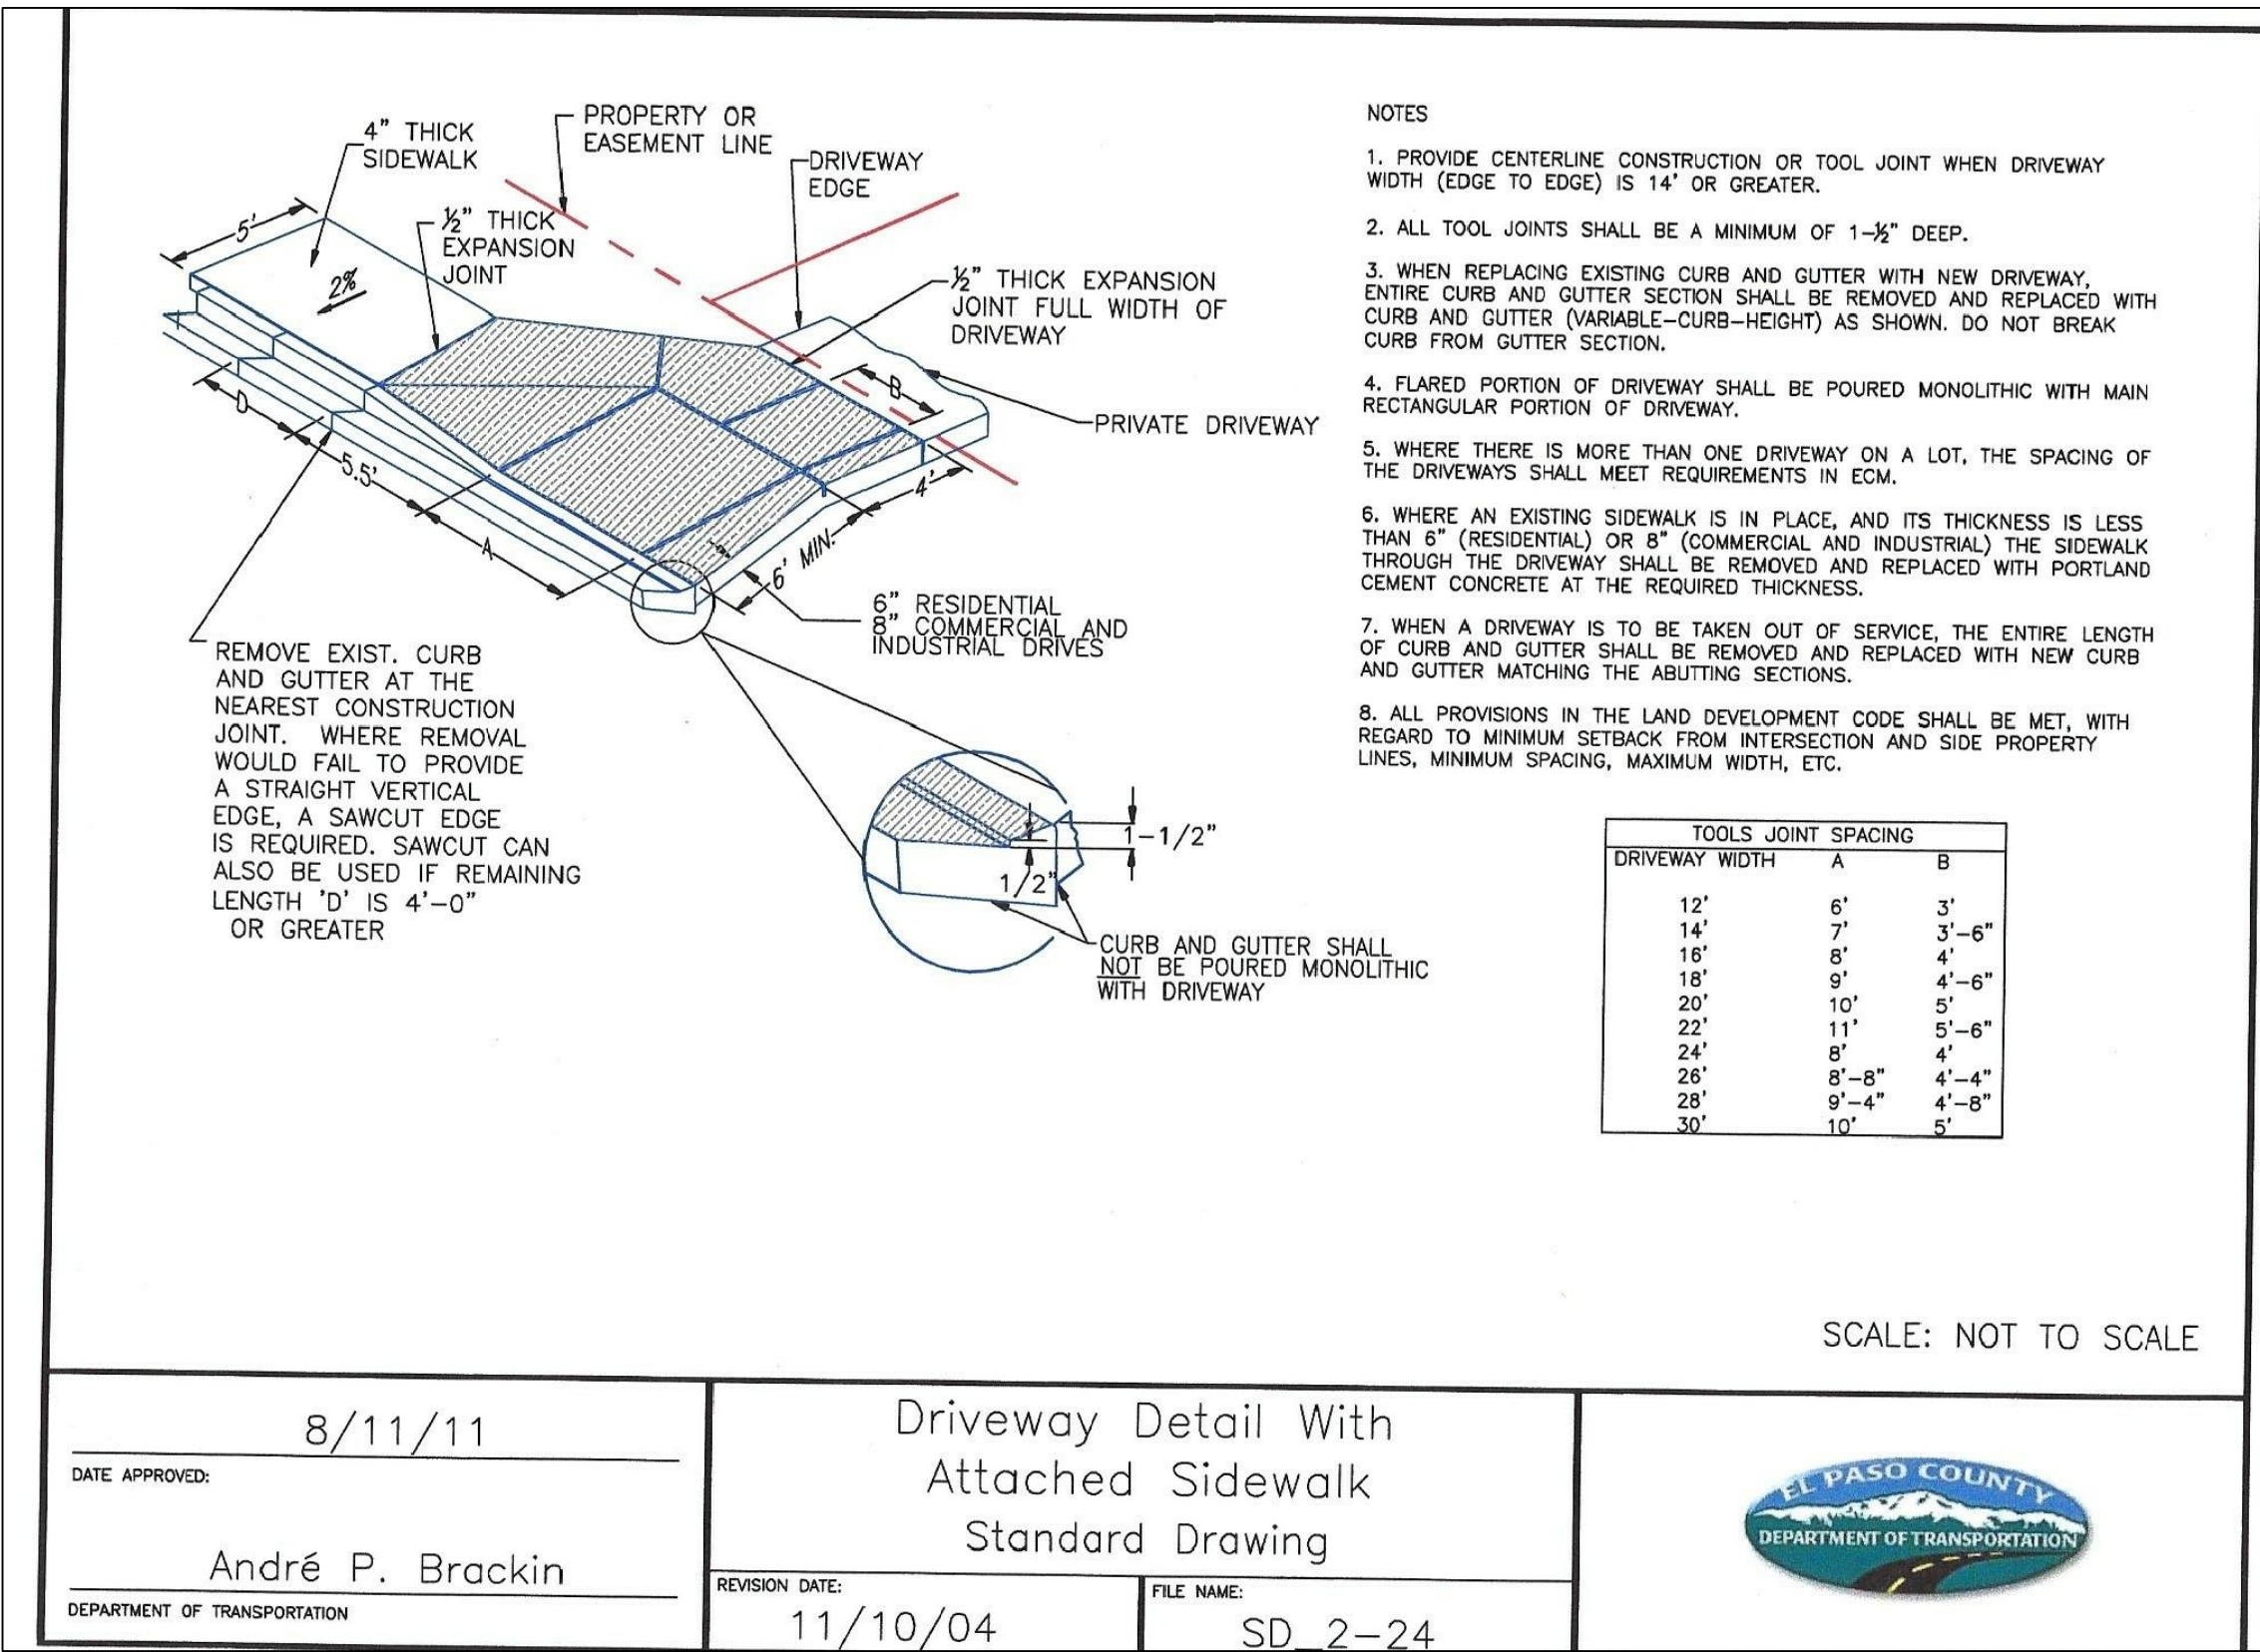 4" THICK
SIDEWALK
PROPERTY OR
EASEMENT LINE
DRIVEWAY
EDGE
5'
2%
½" THICK
EXPANSION
JOINT
½" THICK EXPANSION
JOINT FULL WIDTH OF
DRIVEWAY
B
PRIVATE DRIVEWAY
D
5.5'
A
4'
6' MIN.
6" RESIDENTIAL
8" COMMERCIAL AND
INDUSTRIAL DRIVES
REMOVE EXIST. CURB
AND GUTTER AT THE
NEAREST CONSTRUCTION
JOINT. WHERE REMOVAL
WOULD FAIL TO PROVIDE
A STRAIGHT VERTICAL
EDGE, A SAWCUT EDGE
IS REQUIRED. SAWCUT CAN
ALSO BE USED IF REMAINING
LENGTH 'D' IS 4'-0"
OR GREATER
1-1/2"
1/2"
CURB AND GUTTER SHALL
NOT BE POURED MONOLITHIC
WITH DRIVEWAY
NOTES
1. PROVIDE CENTERLINE CONSTRUCTION OR TOOL JOINT WHEN DRIVEWAY
WIDTH (EDGE TO EDGE) IS 14' OR GREATER.
2. ALL TOOL JOINTS SHALL BE A MINIMUM OF 1-½" DEEP.
3. WHEN REPLACING EXISTING CURB AND GUTTER WITH NEW DRIVEWAY,
ENTIRE CURB AND GUTTER SECTION SHALL BE REMOVED AND REPLACED WITH
CURB AND GUTTER (VARIABLE-CURB-HEIGHT) AS SHOWN. DO NOT BREAK
CURB FROM GUTTER SECTION.
4. FLARED PORTION OF DRIVEWAY SHALL BE POURED MONOLITHIC WITH MAIN
RECTANGULAR PORTION OF DRIVEWAY.
5. WHERE THERE IS MORE THAN ONE DRIVEWAY ON A LOT, THE SPACING OF
THE DRIVEWAYS SHALL MEET REQUIREMENTS IN ECM.
6. WHERE AN EXISTING SIDEWALK IS IN PLACE, AND ITS THICKNESS IS LESS
THAN 6" (RESIDENTIAL) OR 8" (COMMERCIAL AND INDUSTRIAL) THE SIDEWALK
THROUGH THE DRIVEWAY SHALL BE REMOVED AND REPLACED WITH PORTLAND
CEMENT CONCRETE AT THE REQUIRED THICKNESS.
7. WHEN A DRIVEWAY IS TO BE TAKEN OUT OF SERVICE, THE ENTIRE LENGTH
OF CURB AND GUTTER SHALL BE REMOVED AND REPLACED WITH NEW CURB
AND GUTTER MATCHING THE ABUTTING SECTIONS.
8. ALL PROVISIONS IN THE LAND DEVELOPMENT CODE SHALL BE MET, WITH
REGARD TO MINIMUM SETBACK FROM INTERSECTION AND SIDE PROPERTY
LINES, MINIMUM SPACING, MAXIMUM WIDTH, ETC.
TOOLS JOINT SPACING
DRIVEWAY WIDTH A B
12' 6' 3'
14' 7' 3'-6"
16' 8' 4'
18' 9' 4'-6"
20' 10' 5'
22' 11' 5'-6"
24' 8' 4'
26' 8'-8" 4'-4"
28' 9'-4" 4'-8"
30' 10' 5'
SCALE: NOT TO SCALE
8/11/11
DATE APPROVED:
André P. Brackin
DEPARTMENT OF TRANSPORTATION
Driveway Detail With
Attached Sidewalk
Standard Drawing
REVISION DATE:
11/10/04
FILE NAME:
SD_2-24
EL PASO COUNTY
DEPARTMENT OF TRANSPORTATION